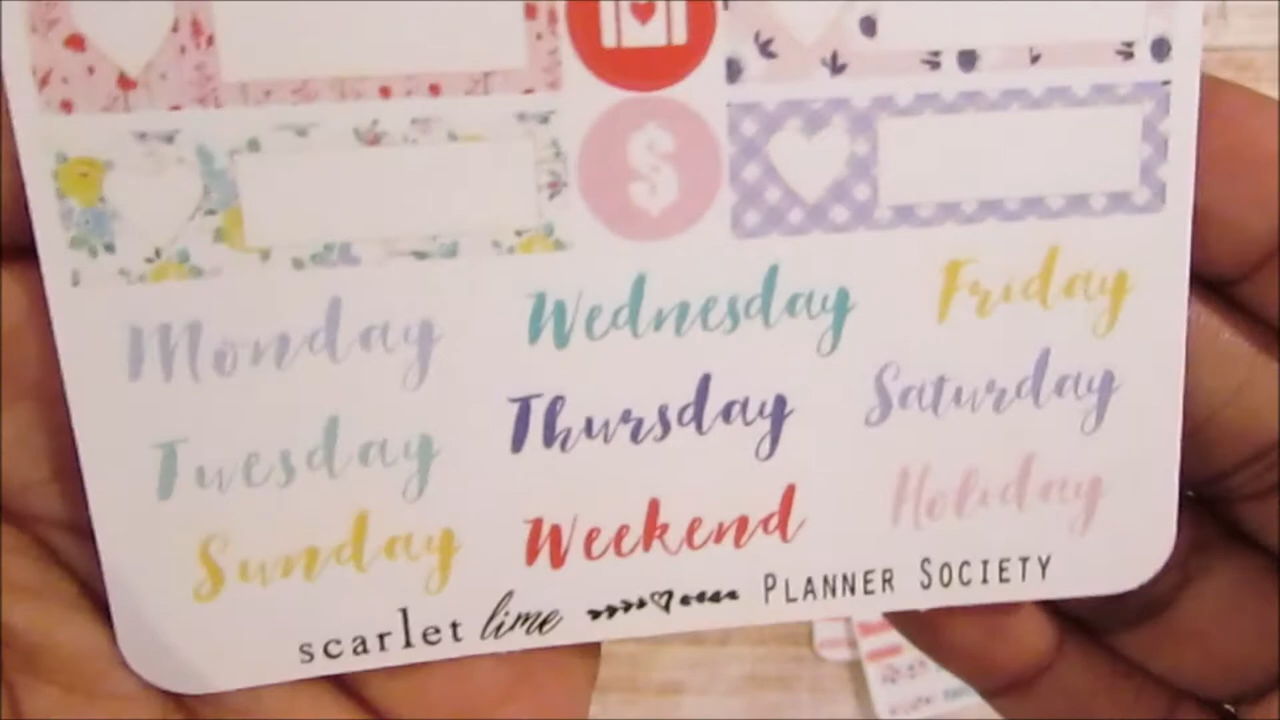 $
Monday
Wednesday
Friday
Tuesday
Thursday
Saturday
Sunday
Weekend
Holiday
scarlet lime PLANNER SOCIETY